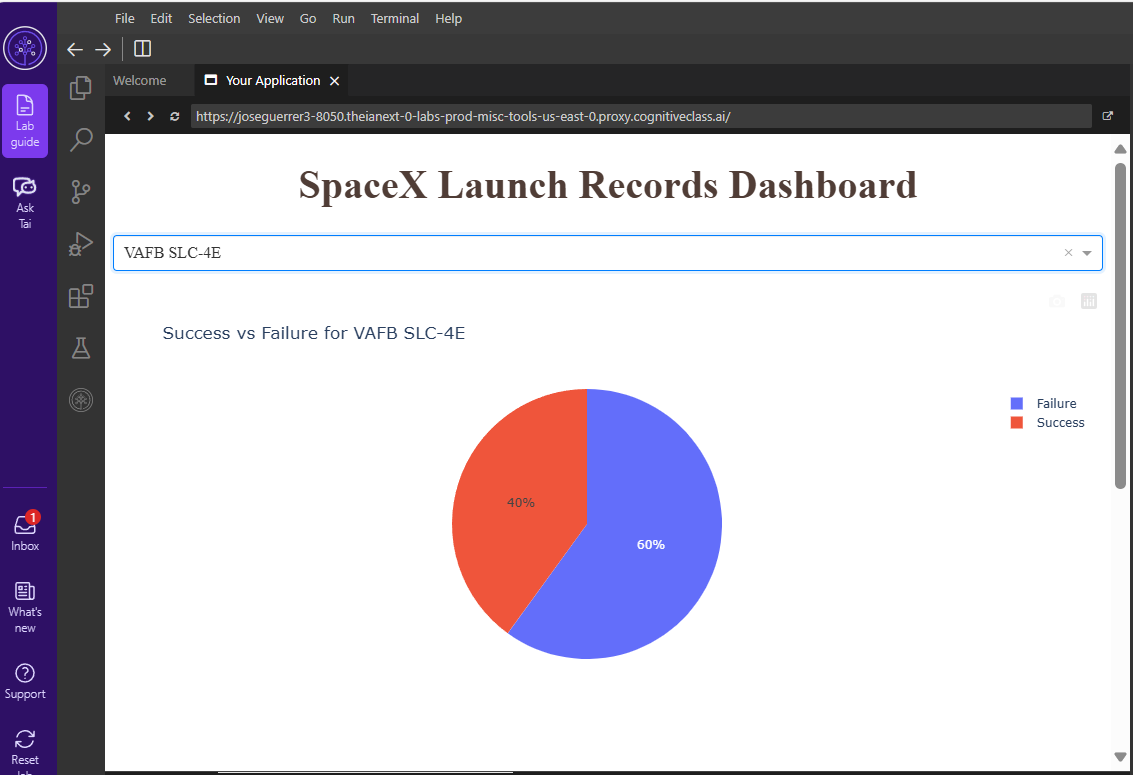 File Edit Selection View Go Run Terminal Help
Lab
guide
Ask
Tai
1
Inbox
What's
new
Support
Reset
Welcome
Your Application
https://joseguerrer3-8050.theianext-0-labs-prod-misc-tools-us-east-0.proxy.cognitiveclass.ai/
SpaceX Launch Records Dashboard
VAFB SLC-4E
Success vs Failure for VAFB SLC-4E
Failure
Success
40%
60%